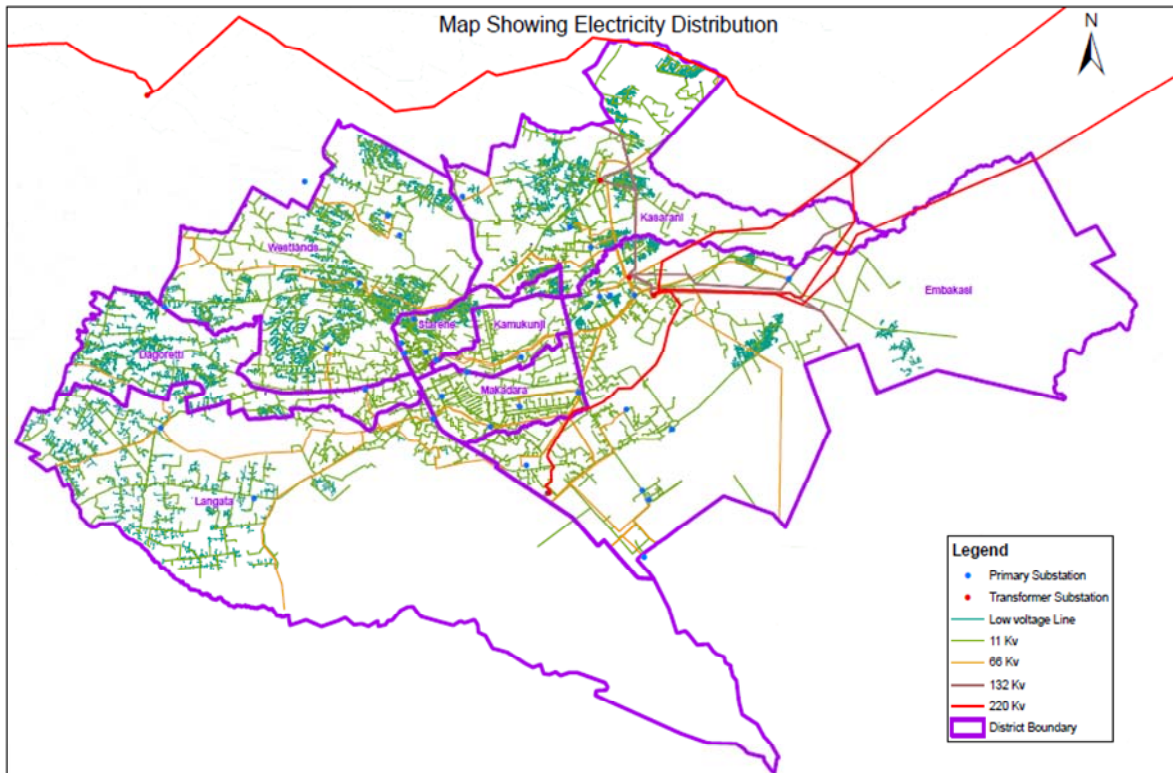 Map Showing Electricity Distribution
N
Kasarani
Westlands
Embakasi
Starehe
Kamukunji
Dagoretti
Makadara
Langata
Legend
Primary Substation
Transformer Substation
Low voltage Line
11 Kv
66 Kv
132 Kv
220 Kv
District Boundary